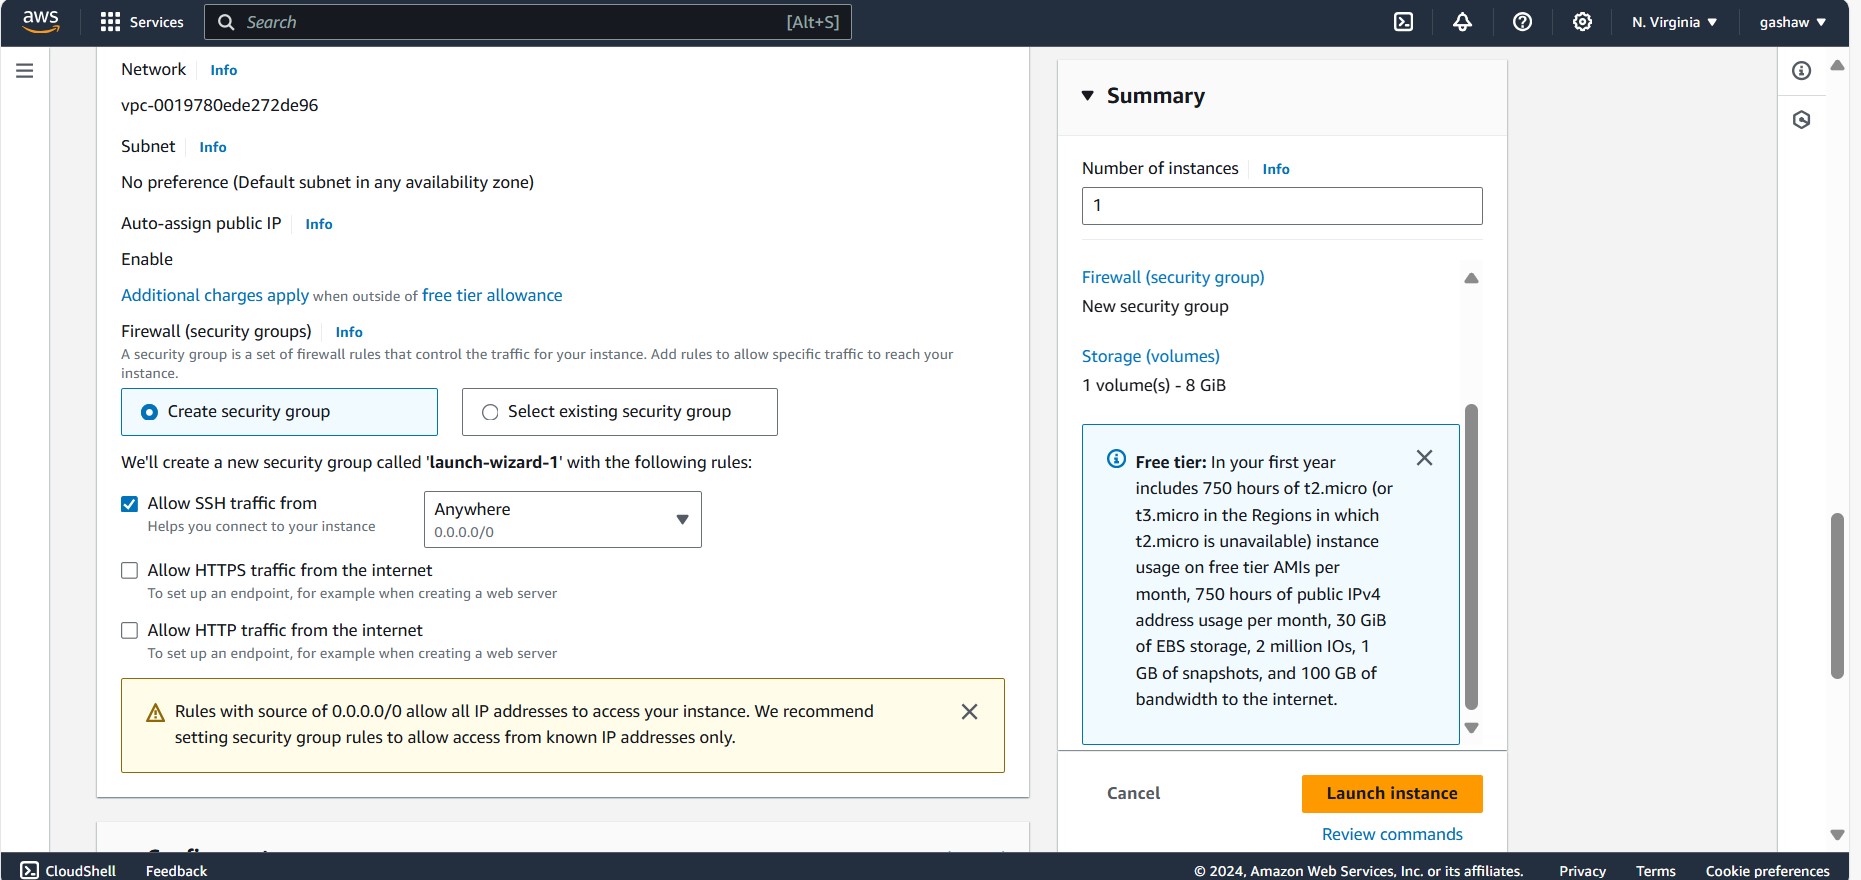 aws
Services
Search
[Alt+S]
N. Virginia
gashaw
Network Info
vpc-0019780ede272de96
Subnet Info
No preference (Default subnet in any availability zone)
Auto-assign public IP Info
Enable
Additional charges apply when outside of free tier allowance
Firewall (security groups) Info
A security group is a set of firewall rules that control the traffic for your instance. Add rules to allow specific traffic to reach your
instance.
Create security group
Select existing security group
We'll create a new security group called 'launch-wizard-1' with the following rules:
Allow SSH traffic from
Helps you connect to your instance
Anywhere
0.0.0.0/0
Allow HTTPS traffic from the internet
To set up an endpoint, for example when creating a web server
Allow HTTP traffic from the internet
To set up an endpoint, for example when creating a web server
Rules with source of 0.0.0.0/0 allow all IP addresses to access your instance. We recommend
setting security group rules to allow access from known IP addresses only.
Summary
Number of instances Info
1
Firewall (security group)
New security group
Storage (volumes)
1 volume(s) - 8 GiB
Free tier: In your first year
includes 750 hours of t2.micro (or
t3.micro in the Regions in which
t2.micro is unavailable) instance
usage on free tier AMIs per
month, 750 hours of public IPv4
address usage per month, 30 GiB
of EBS storage, 2 million IOs, 1
GB of snapshots, and 100 GB of
bandwidth to the internet.
Cancel
Launch instance
Review commands
CloudShell
Feedback
© 2024, Amazon Web Services, Inc. or its affiliates.
Privacy
Terms
Cookie preferences